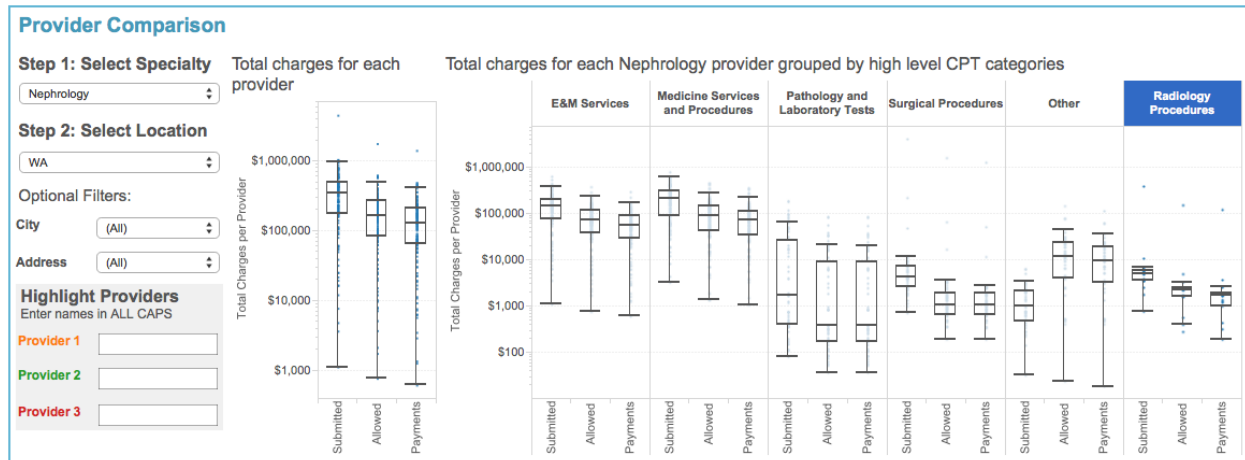 Provider Comparison
Step 1: Select Specialty
Nephrology
Step 2: Select Location
WA
Optional Filters:
City
(All)
Address
(All)
Highlight Providers
Enter names in ALL CAPS
Provider 1
Provider 2
Provider 3
Total charges for each
provider
Total Charges per Provider
$1,000,000
$100,000
$10,000
$1,000
Submitted
Allowed
Payments
Total charges for each Nephrology provider grouped by high level CPT categories
E&M Services
Medicine Services
and Procedures
Pathology and
Laboratory Tests
Surgical Procedures
Other
Radiology
Procedures
Total Charges per Provider
$1,000,000
$100,000
$10,000
$1,000
$100
Submitted
Allowed
Payments
Submitted
Allowed
Payments
Submitted
Allowed
Payments
Submitted
Allowed
Payments
Submitted
Allowed
Payments
Submitted
Allowed
Payments